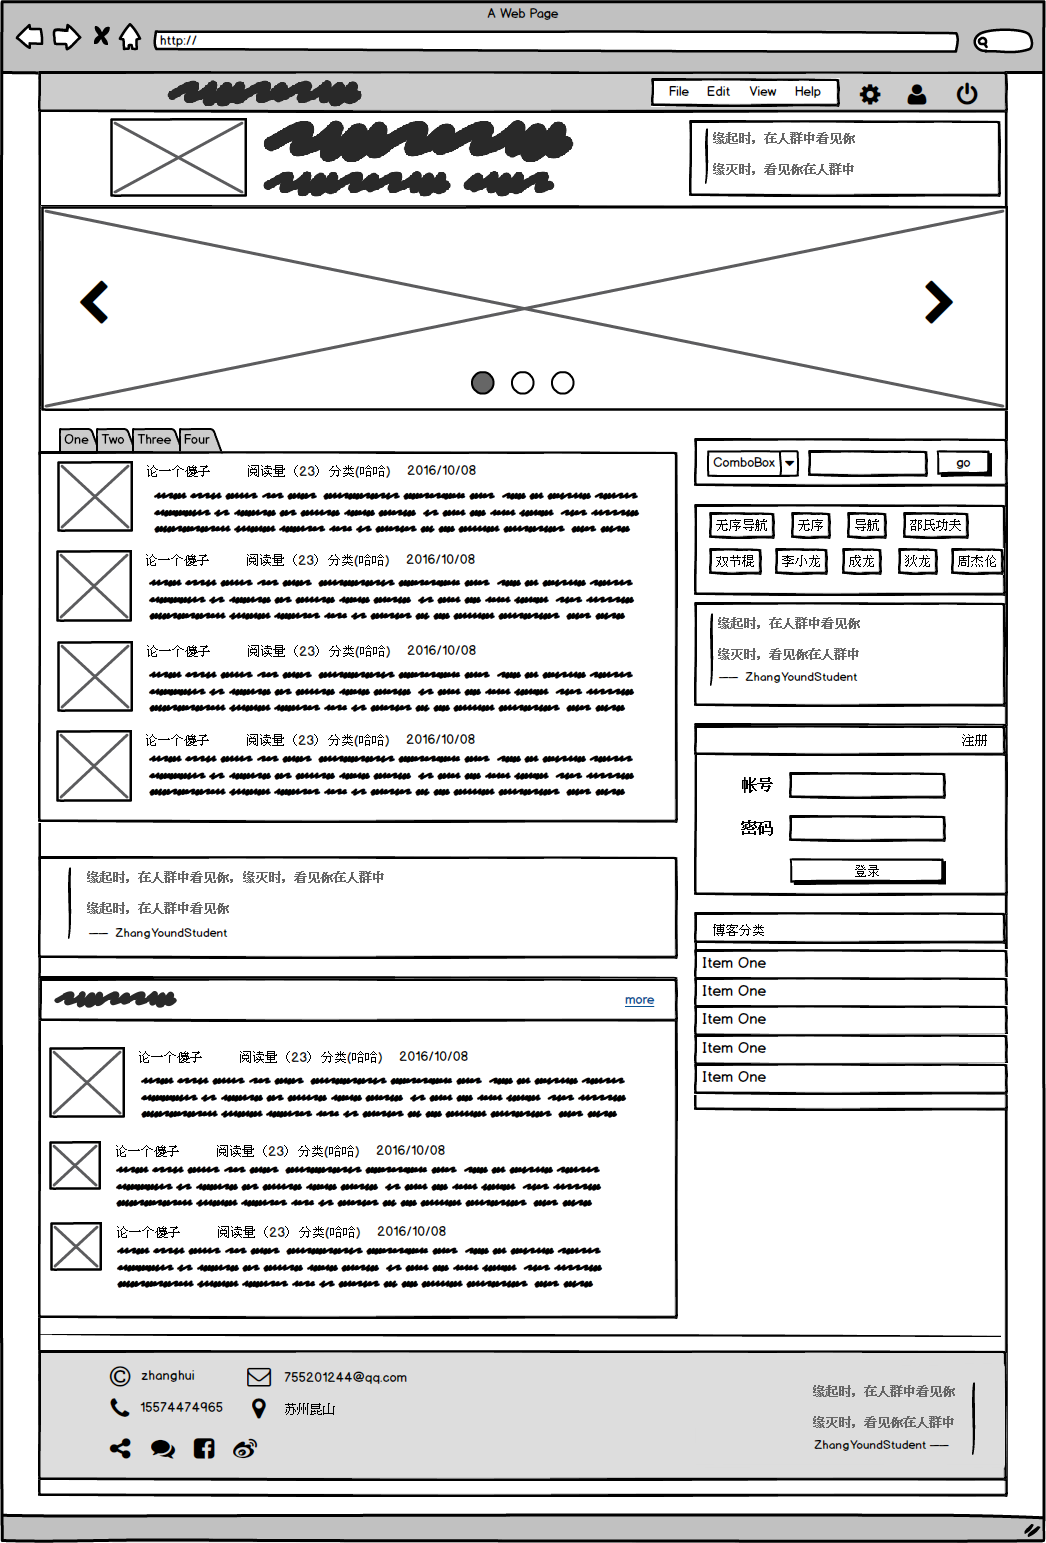 A Web Page
http://
File Edit View Help
缘起时，在人群中看见你
缘灭时，看见你在人群中
One Two Three Four
论一个傻子 阅读量（23） 分类(哈哈) 2016/10/08
论一个傻子 阅读量（23） 分类(哈哈) 2016/10/08
论一个傻子 阅读量（23） 分类(哈哈) 2016/10/08
论一个傻子 阅读量（23） 分类(哈哈) 2016/10/08
ComboBox go
无序导航 无序 导航 邵氏功夫
双节棍 李小龙 成龙 狄龙 周杰伦
缘起时，在人群中看见你
缘灭时，看见你在人群中
—— ZhangYoundStudent
注册
帐号
密码
登录
缘起时，在人群中看见你，缘灭时，看见你在人群中
缘起时，在人群中看见你
—— ZhangYoundStudent
博客分类
Item One
Item One
Item One
Item One
Item One
more
论一个傻子 阅读量（23） 分类(哈哈) 2016/10/08
论一个傻子 阅读量（23） 分类(哈哈) 2016/10/08
论一个傻子 阅读量（23） 分类(哈哈) 2016/10/08
© zhanghui 755201244@qq.com
15574474965 苏州昆山
缘起时，在人群中看见你
缘灭时，看见你在人群中
ZhangYoundStudent ——